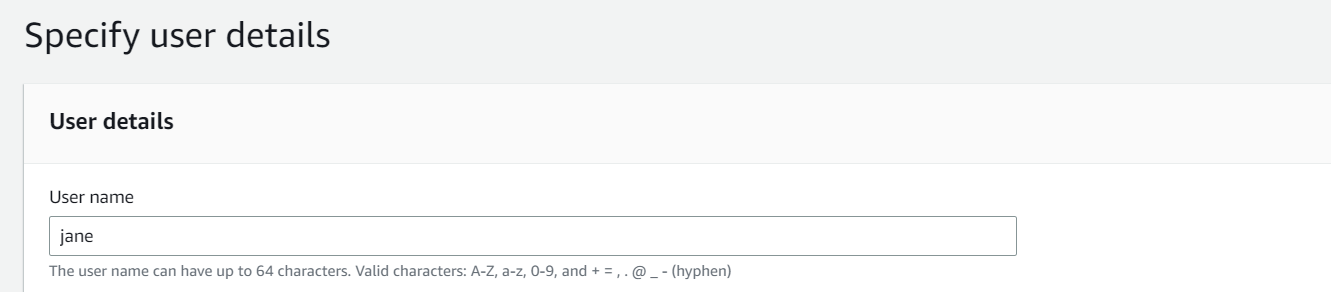 Specify user details
User details
User name
jane
The user name can have up to 64 characters. Valid characters: A-Z, a-z, 0-9, and + = , . @ _ - (hyphen)